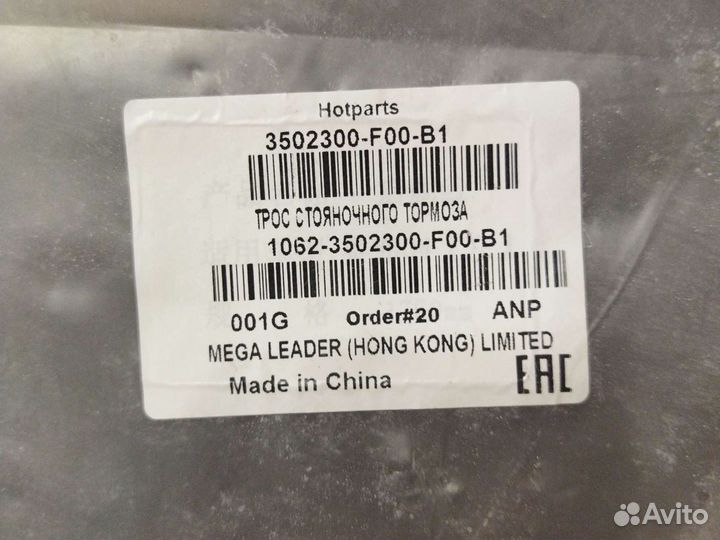 Hotparts
3502300-F00-B1
ТРОС СТОЯНОЧНОГО ТОРМОЗА
1062-3502300-F00-B1
001G Order#20 ANP
MEGA LEADER (HONG KONG) LIMITED
Made in China EAC
Avito